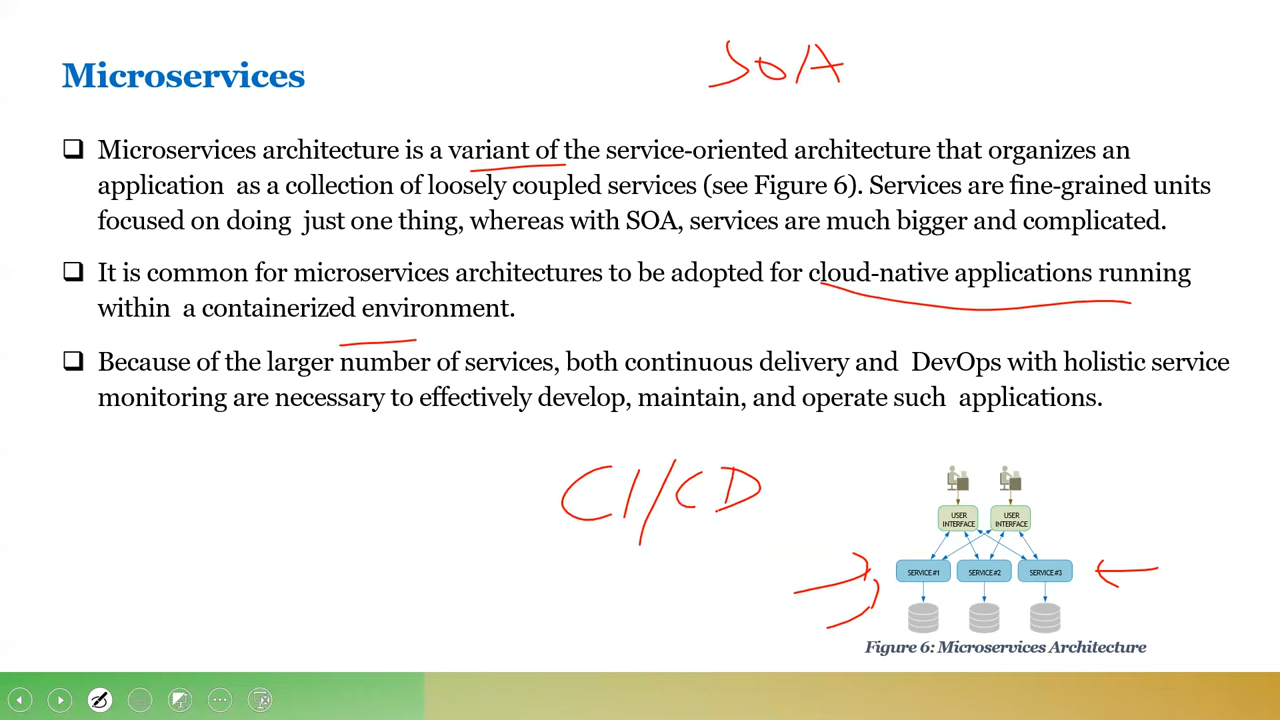 SOA
Microservices
Microservices architecture is a variant of the service-oriented architecture that organizes an
application as a collection of loosely coupled services (see Figure 6). Services are fine-grained units
focused on doing just one thing, whereas with SOA, services are much bigger and complicated.
It is common for microservices architectures to be adopted for cloud-native applications running
within a containerized environment.
Because of the larger number of services, both continuous delivery and DevOps with holistic service
monitoring are necessary to effectively develop, maintain, and operate such applications.
CI/CD
USER
INTERFACE
USER
INTERFACE
SERVICE #1
SERVICE #2
SERVICE #3
Figure 6: Microservices Architecture